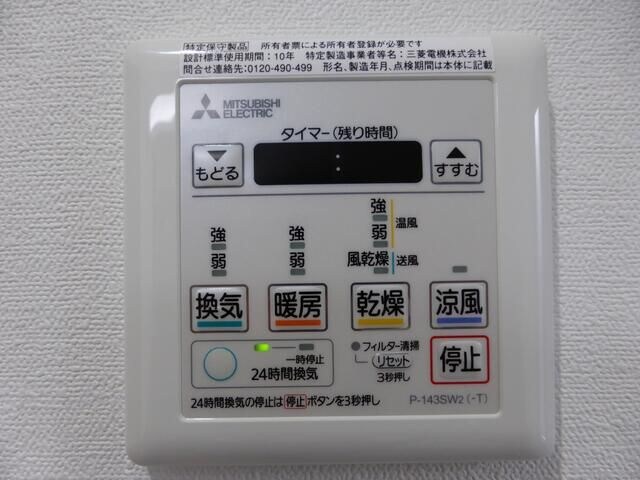 特定保守製品 所有者票による所有者登録が必要です
設計標準使用期間：10年 特定製造事業者等名：三菱電機株式会社
問合せ連絡先：0120-490-499 形名、製造年月、点検期間は本体に記載
MITSUBISHI
ELECTRIC
タイマー（残り時間）
▼
もどる
:
▲
すすむ
強
弱
強
弱
強
弱
温風
風乾燥
送風
換気
暖房
乾燥
涼風
一時停止
24時間換気
フィルター清掃
リセット
3秒押し
停止
24時間換気の停止は 停止 ボタンを3秒押し
P-143SW2（-T）